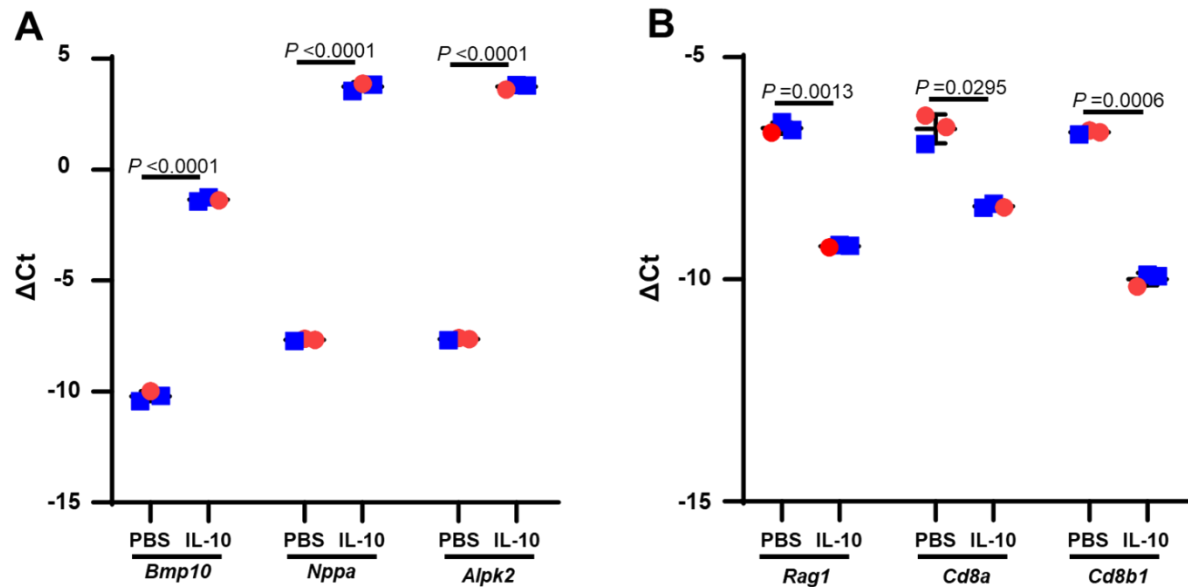 A
5
0
-5
-10
-15
ΔCt
P <0.0001
P <0.0001
P <0.0001
PBS IL-10 PBS IL-10 PBS IL-10
Bmp10 Nppa Alpk2
B
-5
-10
-15
ΔCt
P =0.0013
P =0.0295
P =0.0006
PBS IL-10 PBS IL-10 PBS IL-10
Rag1 Cd8a Cd8b1